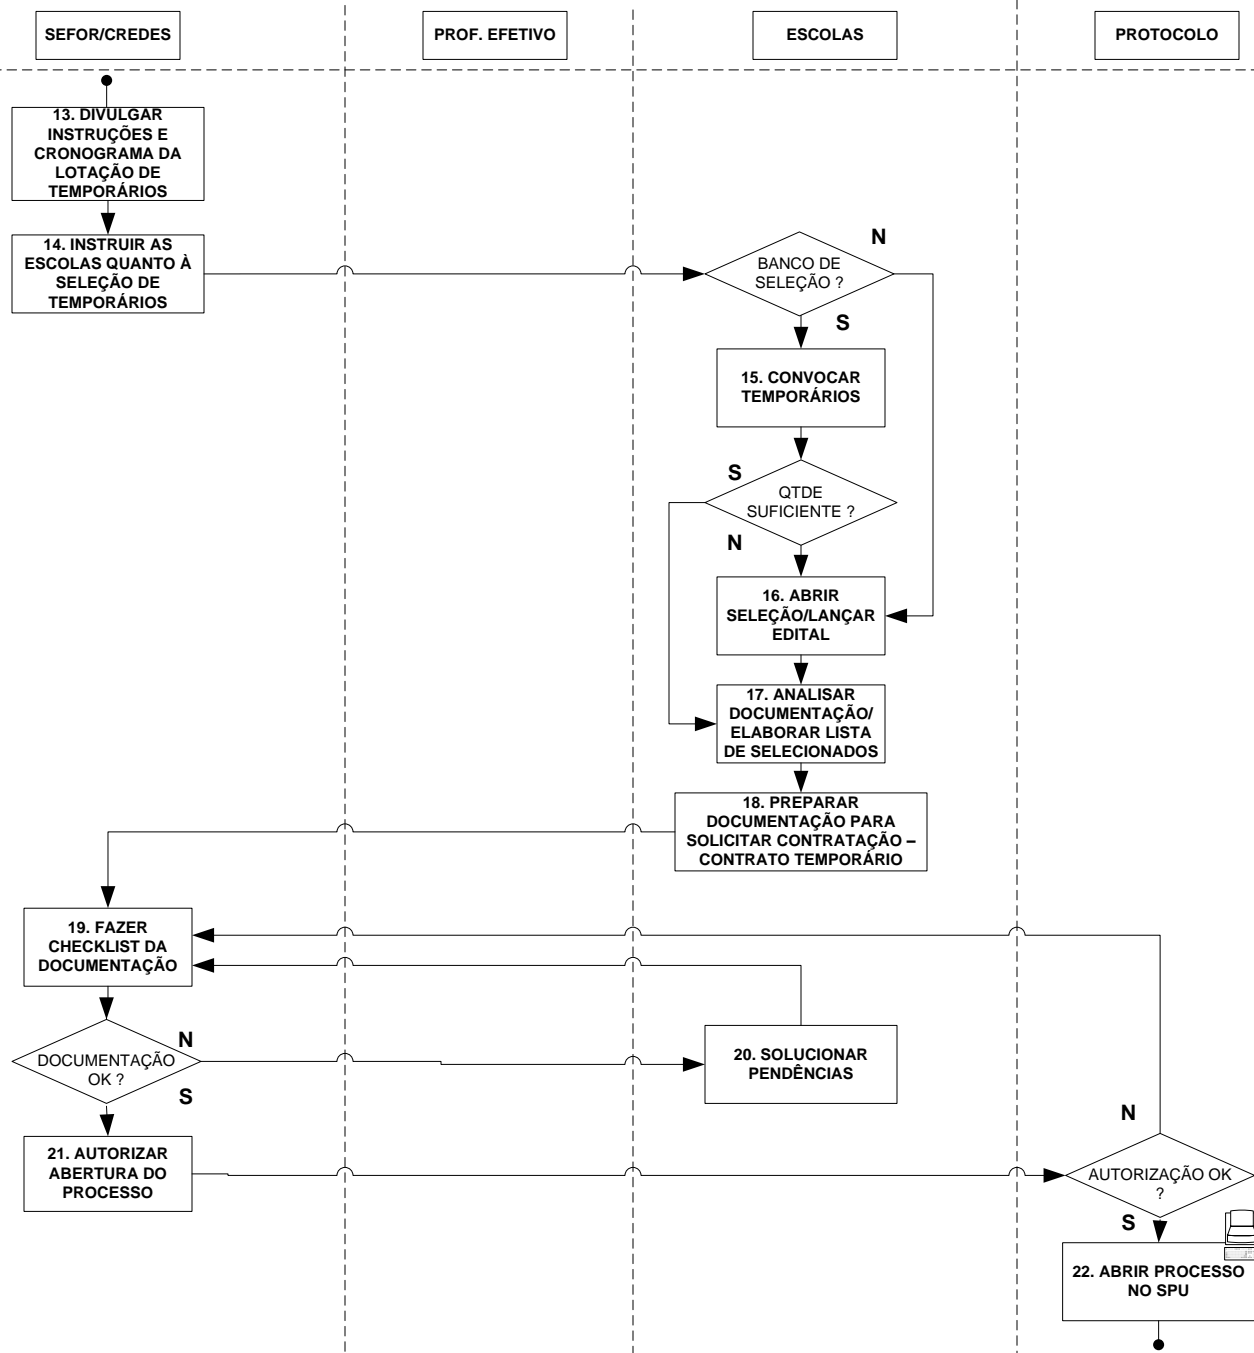 SEFOR/CREDES
PROF. EFETIVO
ESCOLAS
PROTOCOLO
13. DIVULGAR
INSTRUÇÕES E
CRONOGRAMA DA
LOTAÇÃO DE
TEMPORÁRIOS
14. INSTRUIR AS
ESCOLAS QUANTO À
SELEÇÃO DE
TEMPORÁRIOS
N
BANCO DE
SELEÇÃO ?
S
15. CONVOCAR
TEMPORÁRIOS
S
QTDE
SUFICIENTE ?
N
16. ABRIR
SELEÇÃO/LANÇAR
EDITAL
17. ANALISAR
DOCUMENTAÇÃO/
ELABORAR LISTA
DE SELECIONADOS
18. PREPARAR
DOCUMENTAÇÃO PARA
SOLICITAR CONTRATAÇÃO –
CONTRATO TEMPORÁRIO
19. FAZER
CHECKLIST DA
DOCUMENTAÇÃO
N
DOCUMENTAÇÃO
OK ?
S
20. SOLUCIONAR
PENDÊNCIAS
21. AUTORIZAR
ABERTURA DO
PROCESSO
N
AUTORIZAÇÃO OK
?
S
22. ABRIR PROCESSO
NO SPU